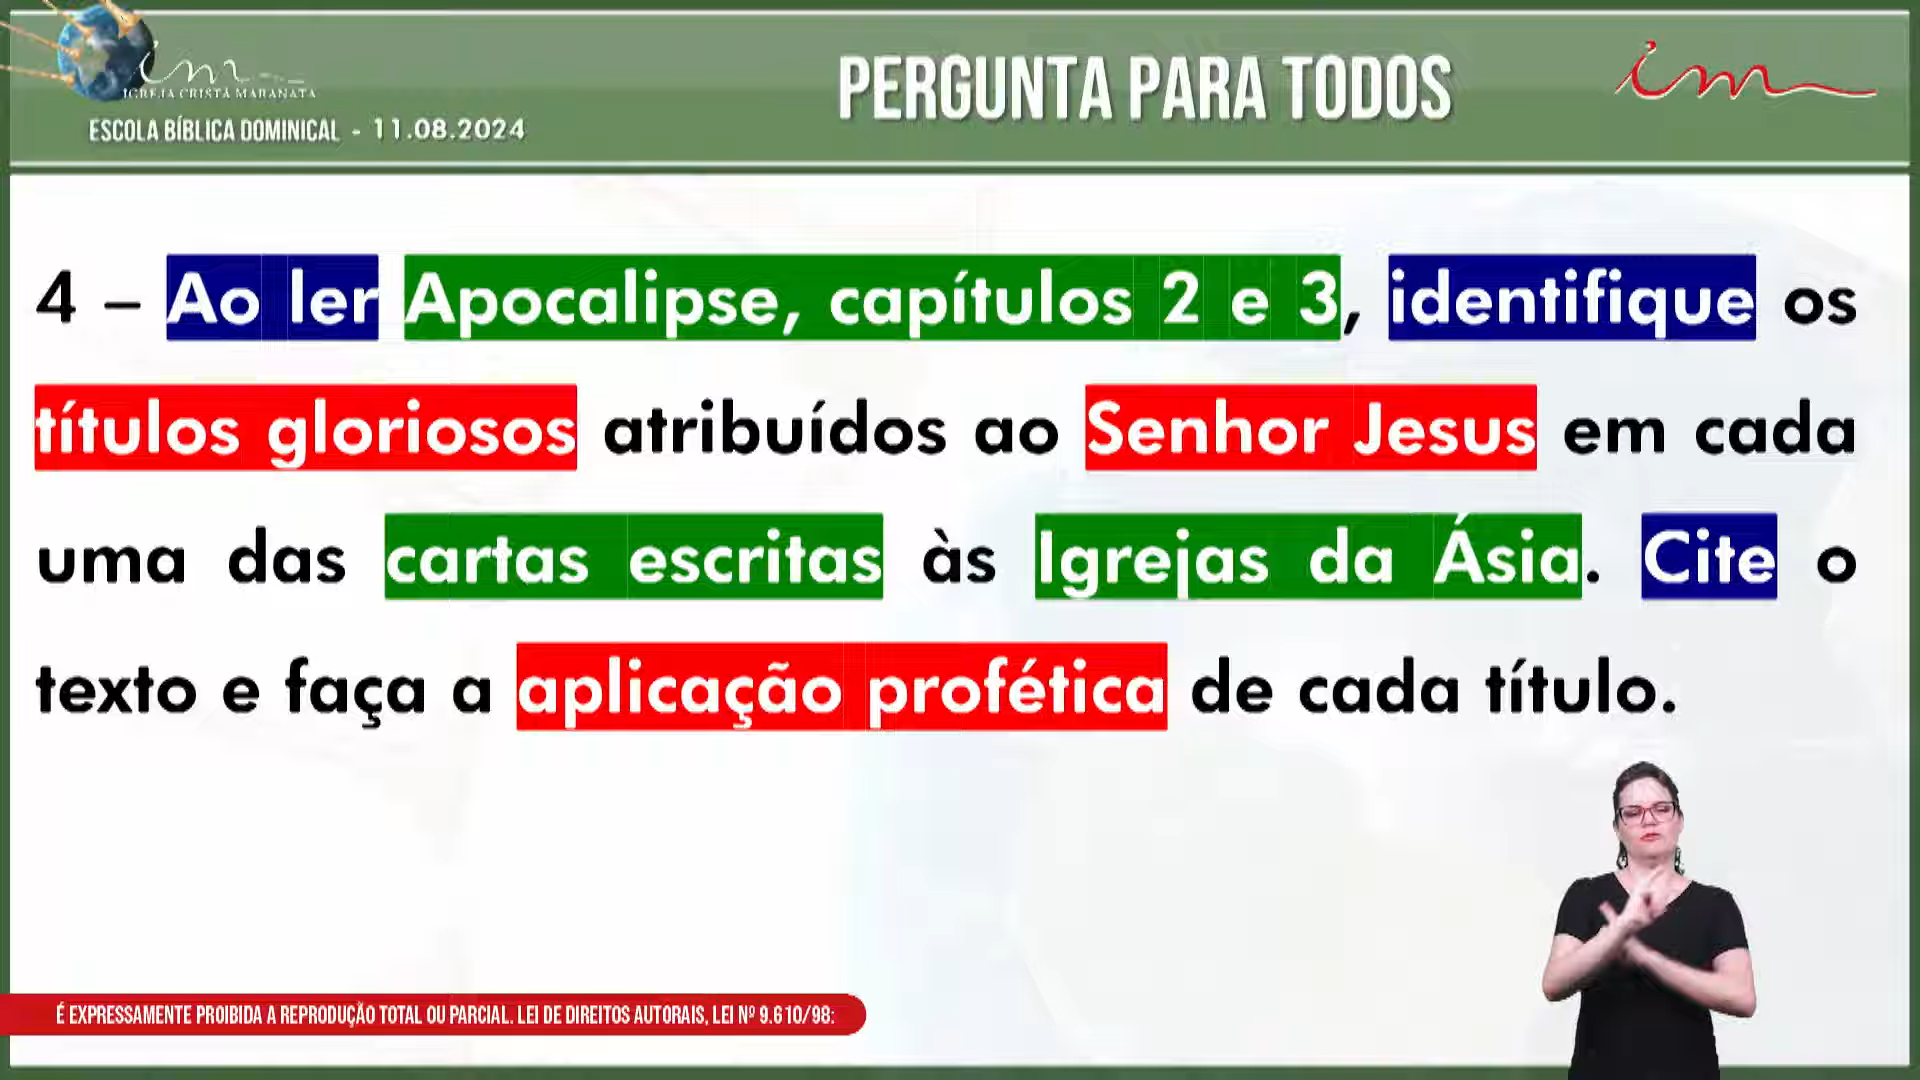 IGREJA CRISTÃ MARANATA
ESCOLA BÍBLICA DOMINICAL - 11.08.2024
PERGUNTA PARA TODOS
im
4 – Ao ler Apocalipse, capítulos 2 e 3, identifique os
títulos gloriosos atribuídos ao Senhor Jesus em cada
uma das cartas escritas às Igrejas da Ásia. Cite o
texto e faça a aplicação profética de cada título.
É EXPRESSAMENTE PROIBIDA A REPRODUÇÃO TOTAL OU PARCIAL. LEI DE DIREITOS AUTORAIS, LEI Nº 9.610/98: